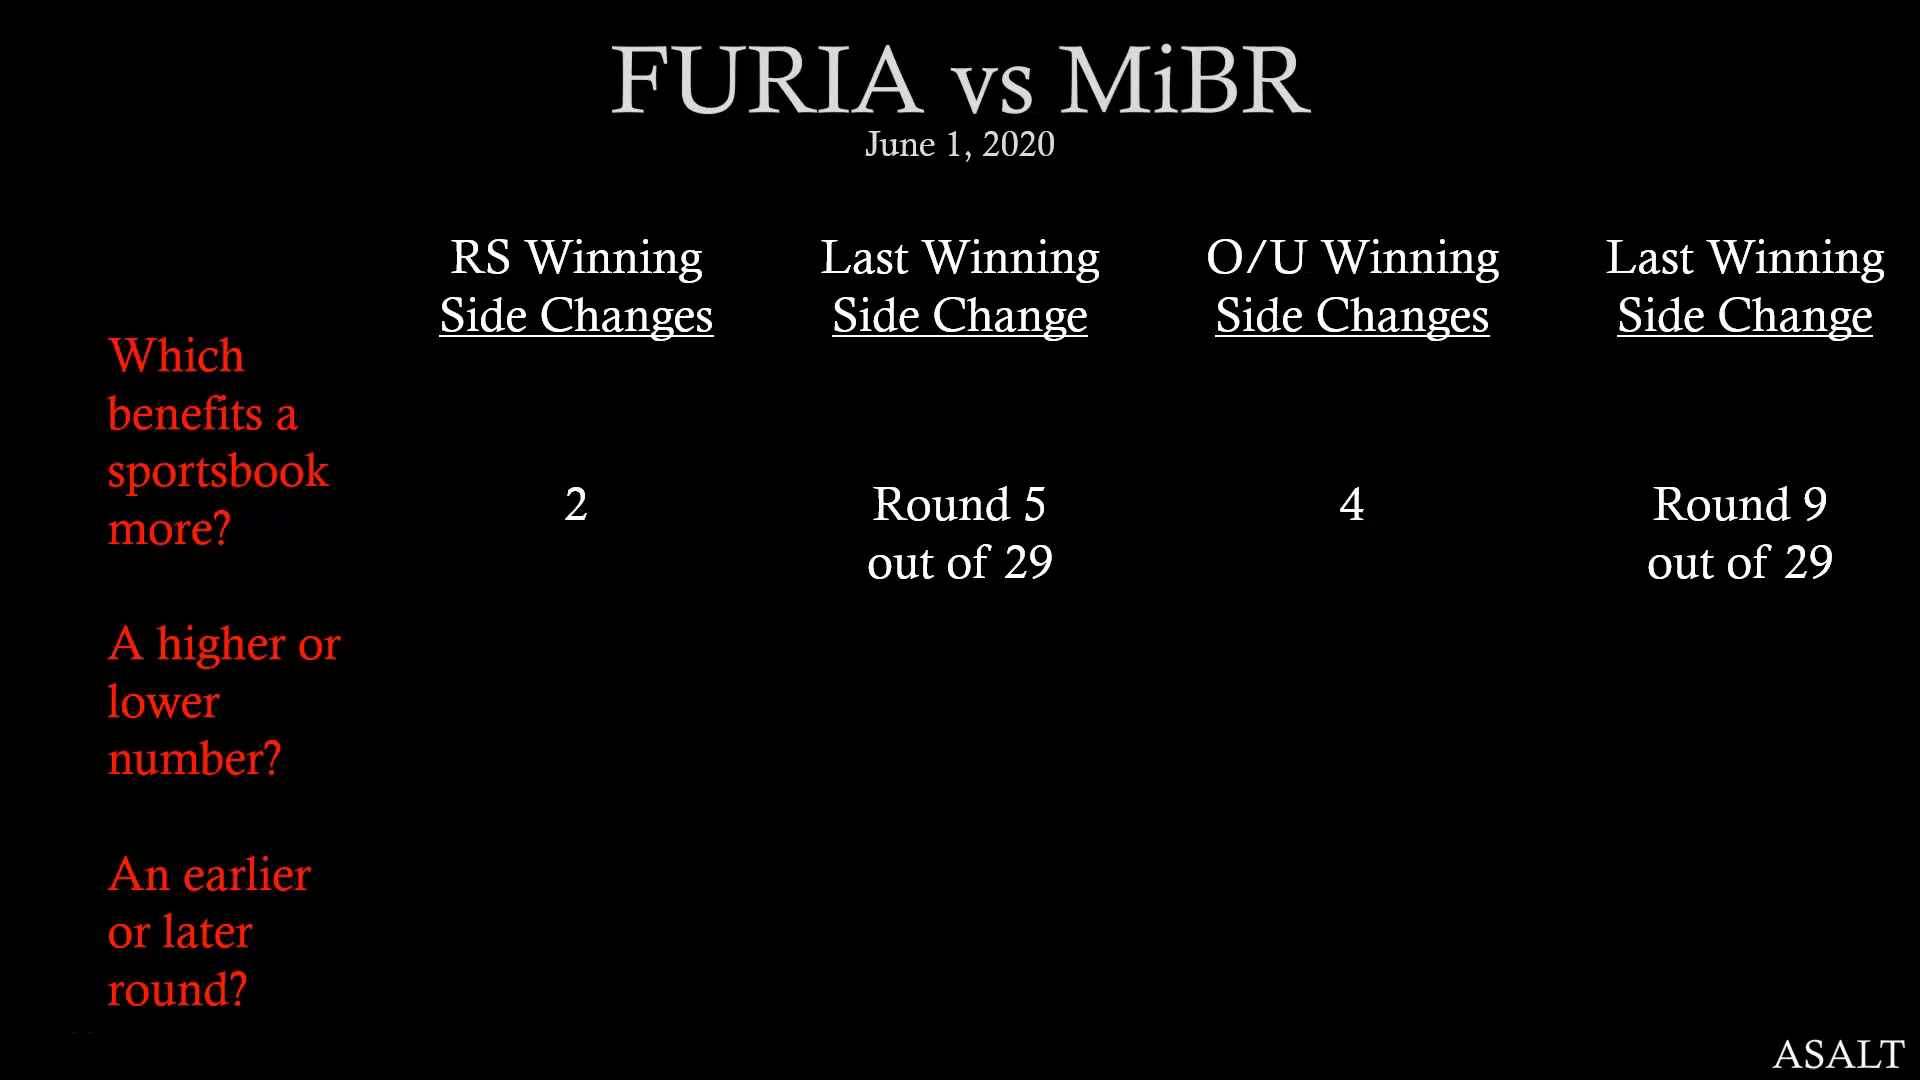 FURIA vs MiBR
June 1, 2020
RS Winning
Side Changes
Last Winning
Side Change
O/U Winning
Side Changes
Last Winning
Side Change
Which
benefits a
sportsbook
more?
2
Round 5
out of 29
4
Round 9
out of 29
A higher or
lower
number?
An earlier
or later
round?
ASALT